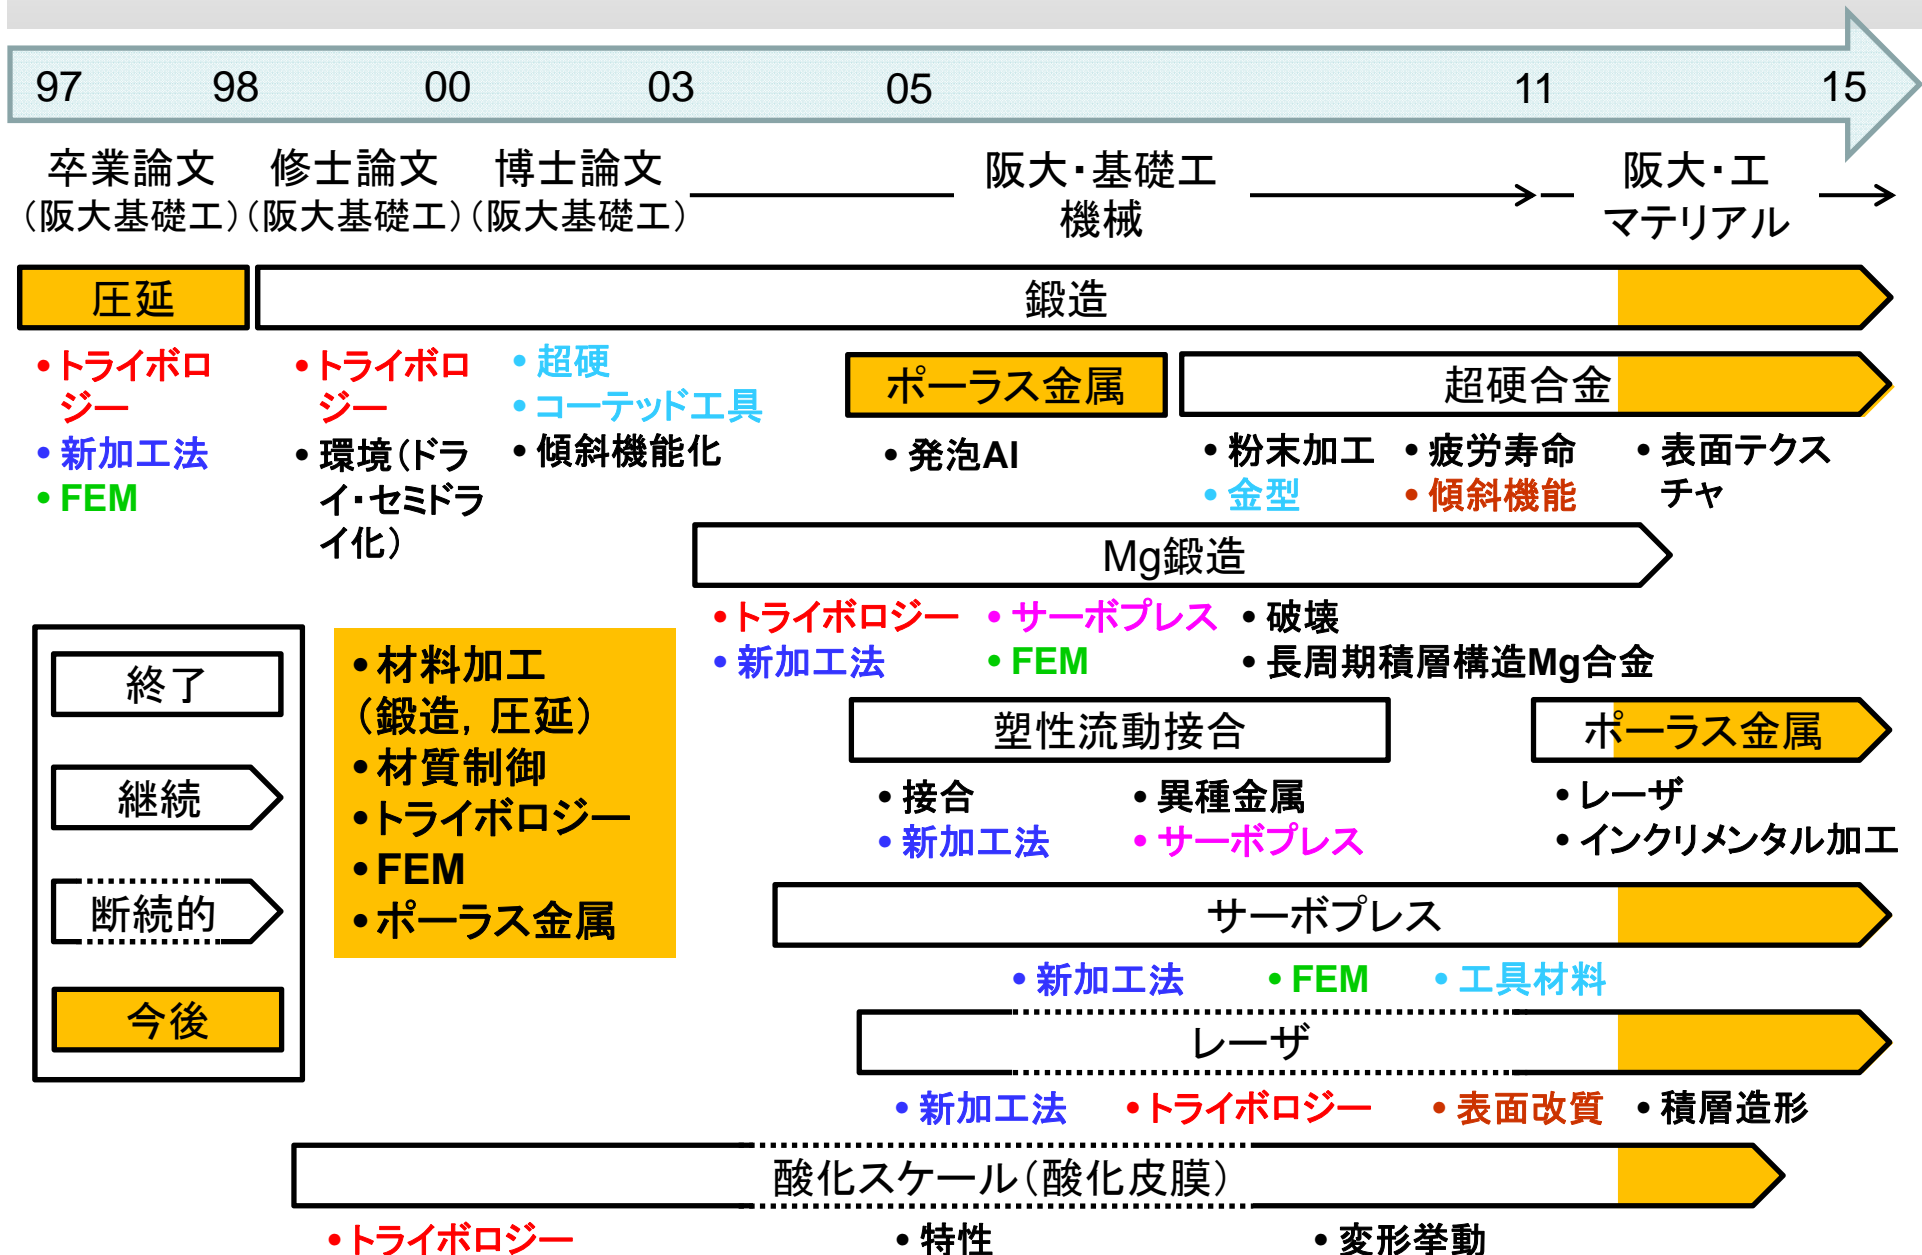 97 98 00 03 05 11 15
卒業論文 修士論文 博士論文 阪大・基礎工 阪大・工
（阪大基礎工）（阪大基礎工）（阪大基礎工） 機械 マテリアル
圧延 鍛造
•トライボロ
ジー
•新加工法
•FEM
•トライボロ
ジー
•環境（ドラ
イ・セミドラ
イ化）
•超硬
•コーテッド工具
•傾斜機能化
ポーラス金属
•発泡Al
超硬合金
•粉末加工
•金型
•疲労寿命
•傾斜機能
•表面テクス
チャ
Mg鍛造
•トライボロジー
•新加工法
•サーボプレス
•FEM
•破壊
•長周期積層構造Mg合金
終了
継続
断続的
今後
•材料加工
（鍛造，圧延）
•材質制御
•トライボロジー
•FEM
•ポーラス金属
塑性流動接合
•接合
•新加工法
•異種金属
•サーボプレス
ポーラス金属
•レーザ
•インクリメンタル加工
サーボプレス
•新加工法 •FEM •工具材料
レーザ
•新加工法 •トライボロジー •表面改質 •積層造形
酸化スケール（酸化皮膜）
•トライボロジー •特性 •変形挙動